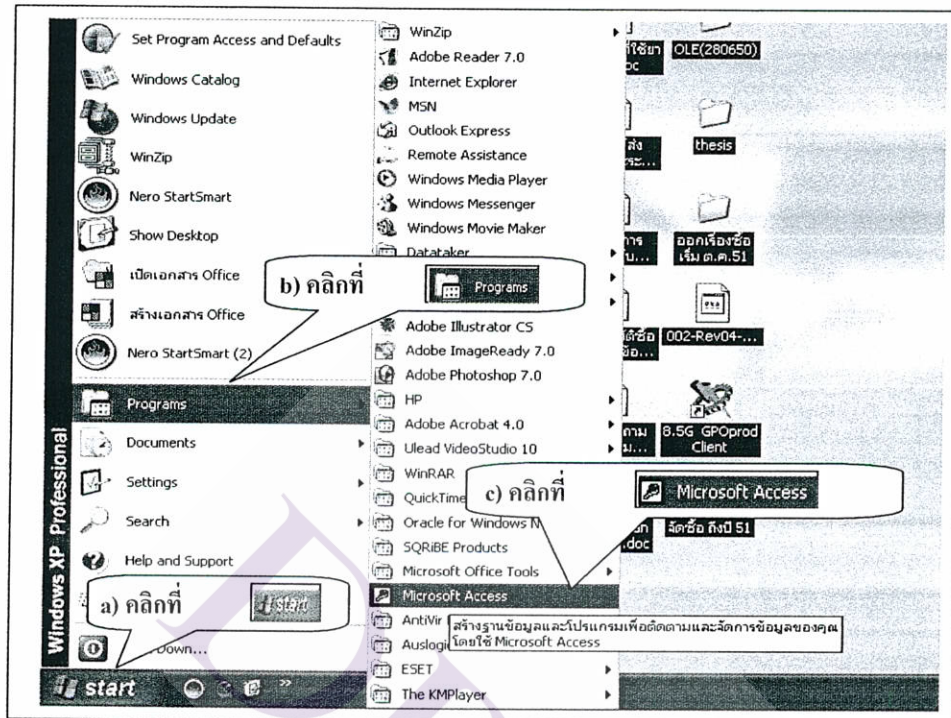 Windows XP Professional
Set Program Access and Defaults
Windows Catalog
Windows Update
WinZip
Nero StartSmart
Show Desktop
เปิดเอกสาร Office
สร้างเอกสาร Office
Nero StartSmart (2)
Programs
Documents
Settings
Search
Help and Support
a) คลิกที่ start
Down...
start
WinZip
Adobe Reader 7.0
Internet Explorer
MSN
Outlook Express
Remote Assistance
Windows Media Player
Windows Messenger
Windows Movie Maker
Datataker
b) คลิกที่ Programs
Adobe Illustrator CS
Adobe ImageReady 7.0
Adobe Photoshop 7.0
HP
Adobe Acrobat 4.0
Ulead VideoStudio 10
WinRAR
QuickTime
c) คลิกที่ Microsoft Access
Oracle for Windows N
SQRiBE Products
Microsoft Office Tools
Microsoft Access
AntiVir
สร้างฐานข้อมูลและโปรแกรมเพื่อติดตามและจัดการข้อมูลของคุณ
โดยใช้ Microsoft Access
Auslogi
ESET
The KMPlayer
OLE(280650)
thesis
ออกเรื่องซื้อ
เริ่ม ต.ค.51
002-Rev04-...
8.5G GPOprod
Client
จัดซื้อ ถึงปี 51
.doc